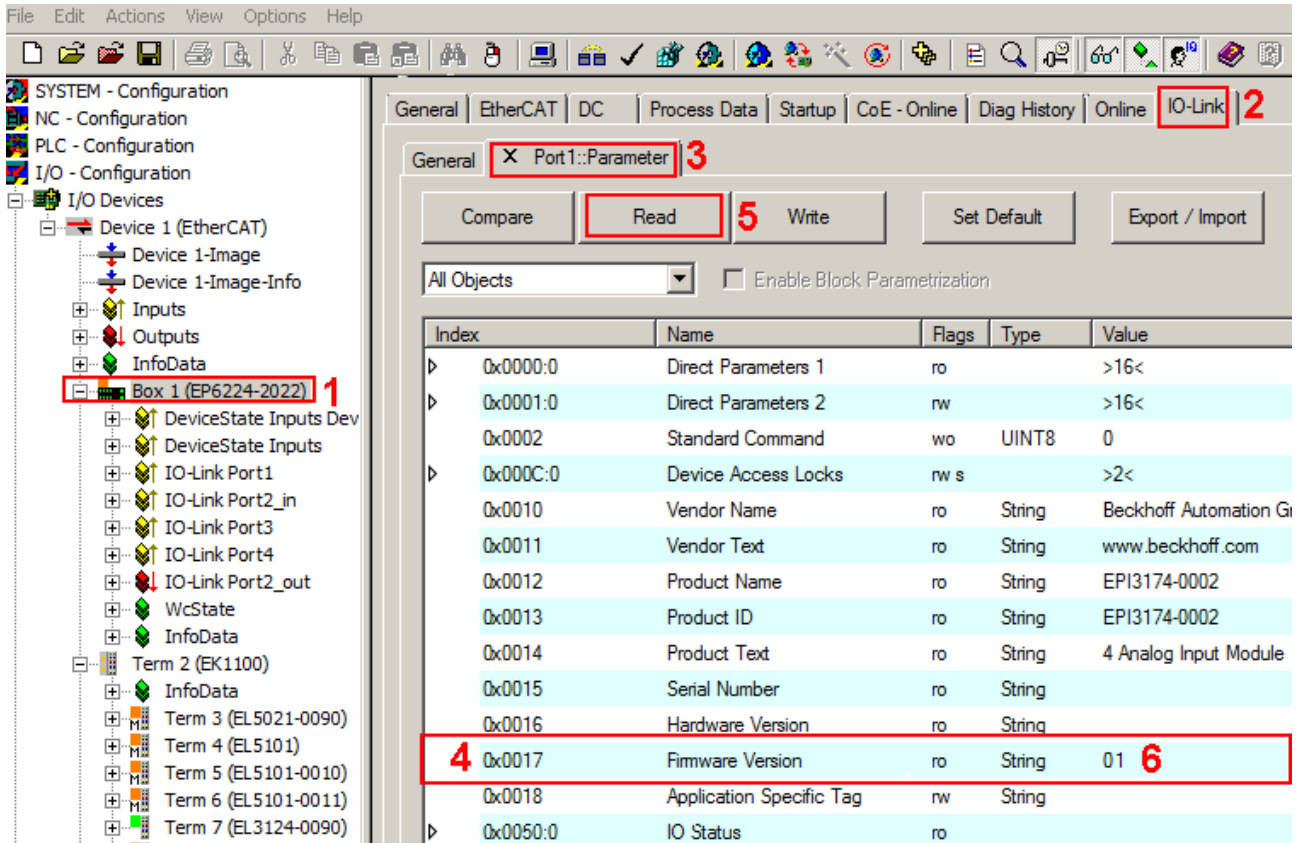 File Edit Actions View Options Help
SYSTEM - Configuration
NC - Configuration
PLC - Configuration
I/O - Configuration
I/O Devices
Device 1 (EtherCAT)
Device 1-Image
Device 1-Image-Info
Inputs
Outputs
InfoData
Box 1 (EP6224-2022) 1
DeviceState Inputs Dev
DeviceState Inputs
IO-Link Port1
IO-Link Port2_in
IO-Link Port3
IO-Link Port4
IO-Link Port2_out
WcState
InfoData
Term 2 (EK1100)
InfoData
Term 3 (EL5021-0090)
Term 4 (EL5101)
Term 5 (EL5101-0010)
Term 6 (EL5101-0011)
Term 7 (EL3124-0090)
General EtherCAT DC Process Data Startup CoE - Online Diag History Online IO-Link 2
General X Port1::Parameter 3
Compare Read 5 Write Set Default Export / Import
All Objects Enable Block Parametrization
Index Name Flags Type Value
0x0000:0 Direct Parameters 1 ro >16<
0x0001:0 Direct Parameters 2 rw >16<
0x0002 Standard Command wo UINT8 0
0x000C:0 Device Access Locks rw s >2<
0x0010 Vendor Name ro String Beckhoff Automation Gr
0x0011 Vendor Text ro String www.beckhoff.com
0x0012 Product Name ro String EPI3174-0002
0x0013 Product ID ro String EPI3174-0002
0x0014 Product Text ro String 4 Analog Input Module
0x0015 Serial Number ro String
0x0016 Hardware Version ro String
4 0x0017 Firmware Version ro String 01 6
0x0018 Application Specific Tag rw String
0x0050:0 IO Status ro